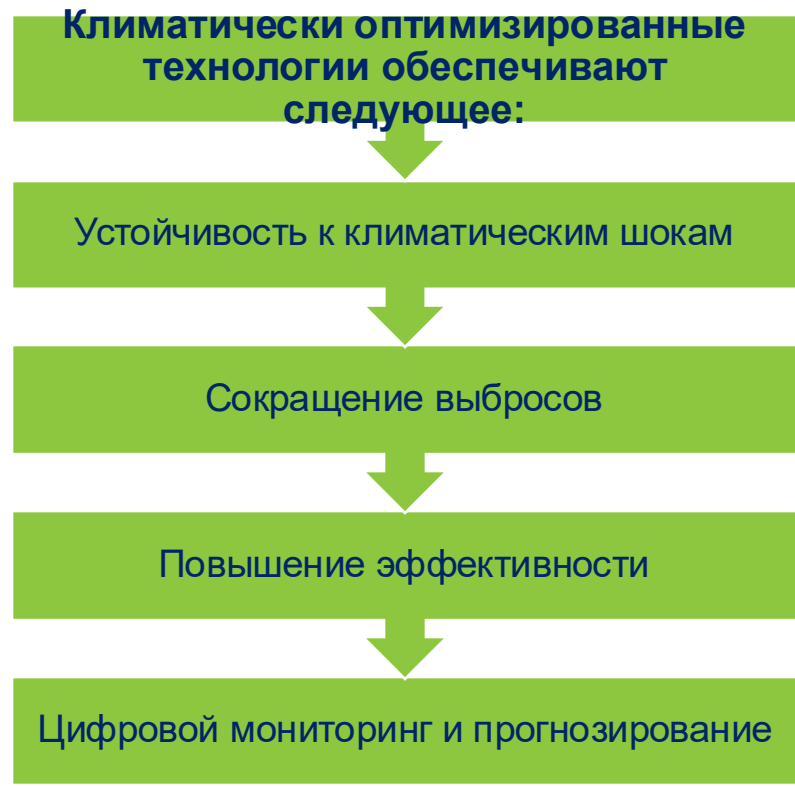 Климатически оптимизированные
технологии обеспечивают
следующее:
Устойчивость к климатическим шокам
Сокращение выбросов
Повышение эффективности
Цифровой мониторинг и прогнозирование